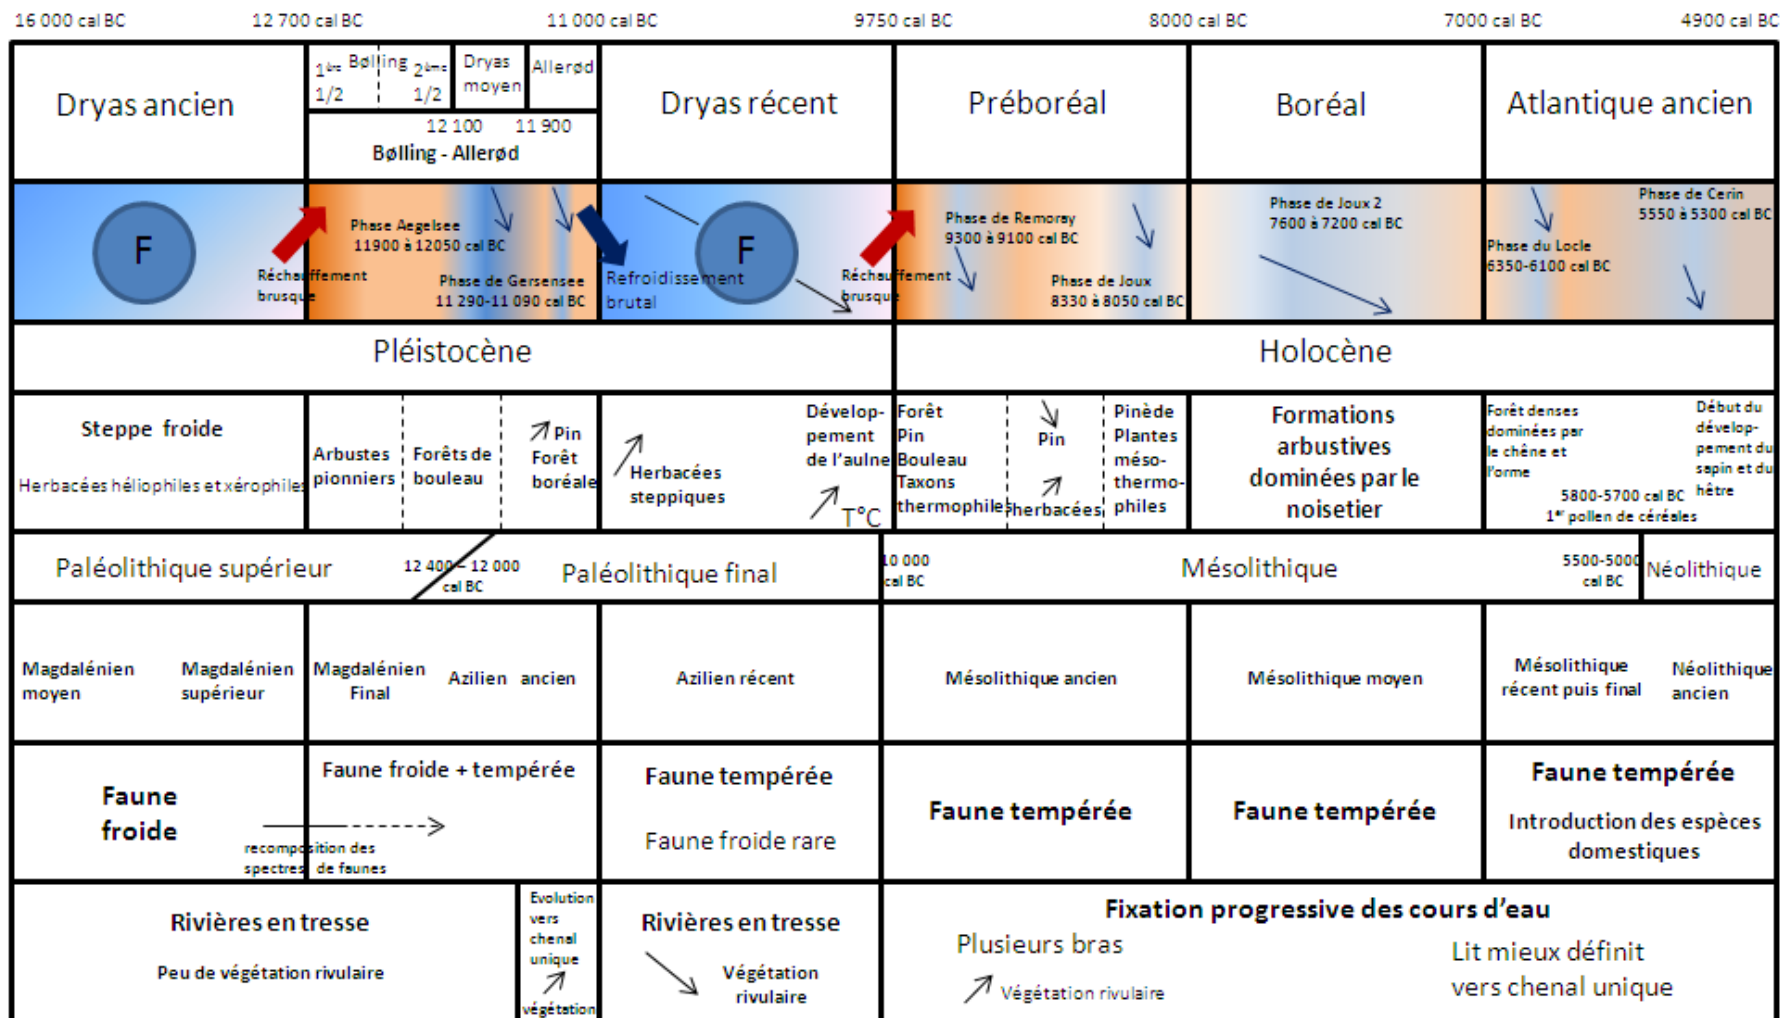 16 000 cal BC
12 700 cal BC
11 000 cal BC
9750 cal BC
8000 cal BC
7000 cal BC
4900 cal BC
Dryas ancien
1ère Bølling 2ème
1/2 1/2
Dryas
moyen
Allerød
12 100 11 900
Bølling - Allerød
Dryas récent
Préboréal
Boréal
Atlantique ancien
F
Réchauffement
brusque
Phase Aegelsee
11900 à 12050 cal BC
Phase de Gersensee
11 290-11 090 cal BC
Refroidissement
brutal
F
Réchauffement
brusque
Phase de Remoray
9300 à 9100 cal BC
Phase de Joux
8330 à 8050 cal BC
Phase de Joux 2
7600 à 7200 cal BC
Phase du Locle
6350-6100 cal BC
Phase de Cerin
5550 à 5300 cal BC
Pléistocène
Holocène
Steppe froide
Herbacées héliophiles et xérophiles
Arbustes
pionniers
Forêts de
bouleau
Pin
Forêt
boréale
Herbacées
steppiques
Dévelop-
pement
de l'aulne
T°C
Forêt
Pin
Bouleau
Taxons
thermophiles
Pin
herbacées
Pinède
Plantes
méso-
thermo-
philes
Formations
arbustives
dominées par le
noisetier
Forêt denses
dominées par
le chêne et
l'orme
Début du
dévelop-
pement du
sapin et du
hêtre
5800-5700 cal BC
1er pollen de céréales
Paléolithique supérieur
12 400 – 12 000
cal BC
Paléolithique final
10 000
cal BC
Mésolithique
5500-5000
cal BC
Néolithique
Magdalénien
moyen
Magdalénien
supérieur
Magdalénien
Final
Azilien ancien
Azilien récent
Mésolithique ancien
Mésolithique moyen
Mésolithique
récent puis final
Néolithique
ancien
Faune
froide
recomposition des
spectres de faunes
Faune froide + tempérée
Faune tempérée
Faune froide rare
Faune tempérée
Faune tempérée
Faune tempérée
Introduction des espèces
domestiques
Rivières en tresse
Peu de végétation rivulaire
Evolution
vers
chenal
unique
végétation
Rivières en tresse
Végétation
rivulaire
Fixation progressive des cours d'eau
Plusieurs bras
Végétation rivulaire
Lit mieux définit
vers chenal unique